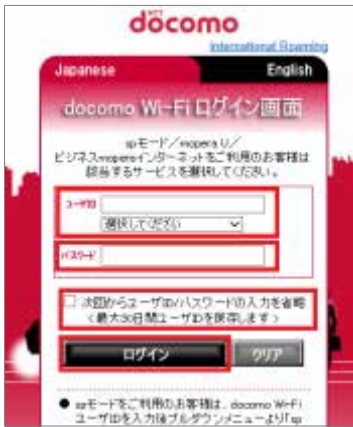 döcomo
International Roaming
Japanese English
docomo Wi-Fi ログイン画面
spモード／mopera U／
ビジネスmoperaインターネットをご利用のお客様は
該当するサービスを選択してください。
ユーザID
選択してください
パスワード
次回からユーザID/パスワードの入力を省略
＜最大30日間ユーザIDを保存します＞
ログイン クリア
● spモードをご利用のお客様は、docomo Wi-Fi
ユーザIDを入力後プルダウンメニューより「sp